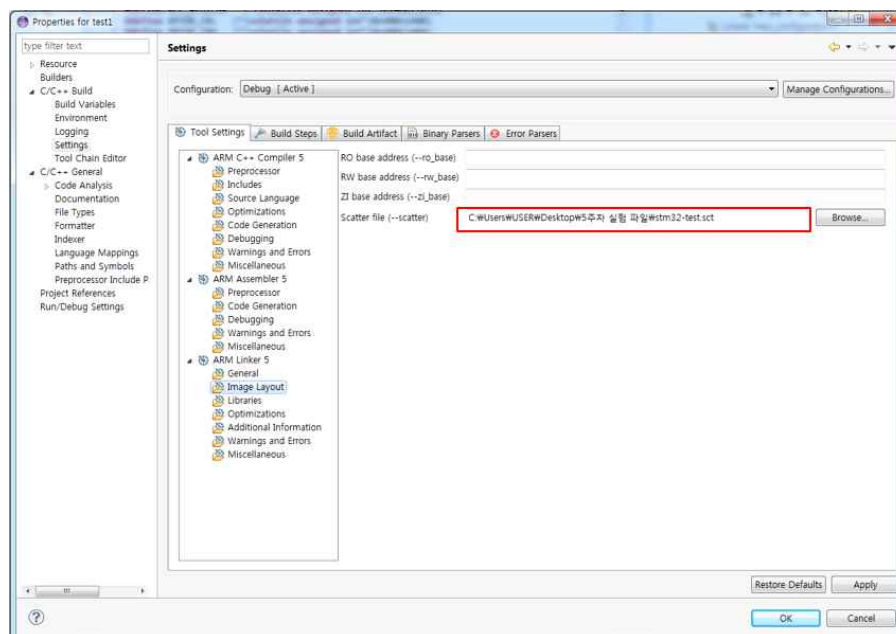 Properties for test1
type filter text
Resource
Builders
C/C++ Build
Build Variables
Environment
Logging
Settings
Tool Chain Editor
C/C++ General
Code Analysis
Documentation
File Types
Formatter
Indexer
Language Mappings
Paths and Symbols
Preprocessor Include P
Project References
Run/Debug Settings
Settings
Configuration: Debug [ Active ]
Manage Configurations...
Tool Settings Build Steps Build Artifact Binary Parsers Error Parsers
ARM C++ Compiler 5
Preprocessor
Includes
Source Language
Optimizations
Code Generation
Debugging
Warnings and Errors
Miscellaneous
ARM Assembler 5
Preprocessor
Code Generation
Debugging
Warnings and Errors
Miscellaneous
ARM Linker 5
General
Image Layout
Libraries
Optimizations
Additional Information
Warnings and Errors
Miscellaneous
RO base address (--ro_base)
RW base address (--rw_base)
ZI base address (--zi_base)
Scatter file (--scatter) C:₩Users₩USER₩Desktop₩5주차 실험 파일₩stm32-test.sct Browse...
Restore Defaults Apply
OK Cancel